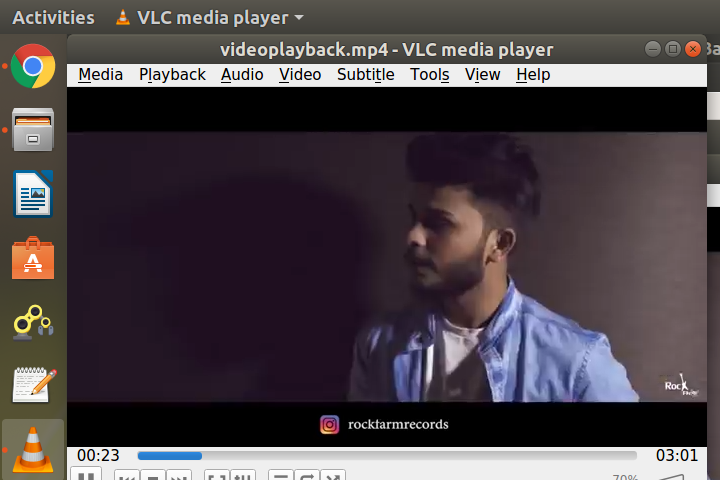 Activities VLC media player
videoplayback.mp4 - VLC media player
Media Playback Audio Video Subtitle Tools View Help
Rock
rockfarmrecords
00:23 03:01
70%